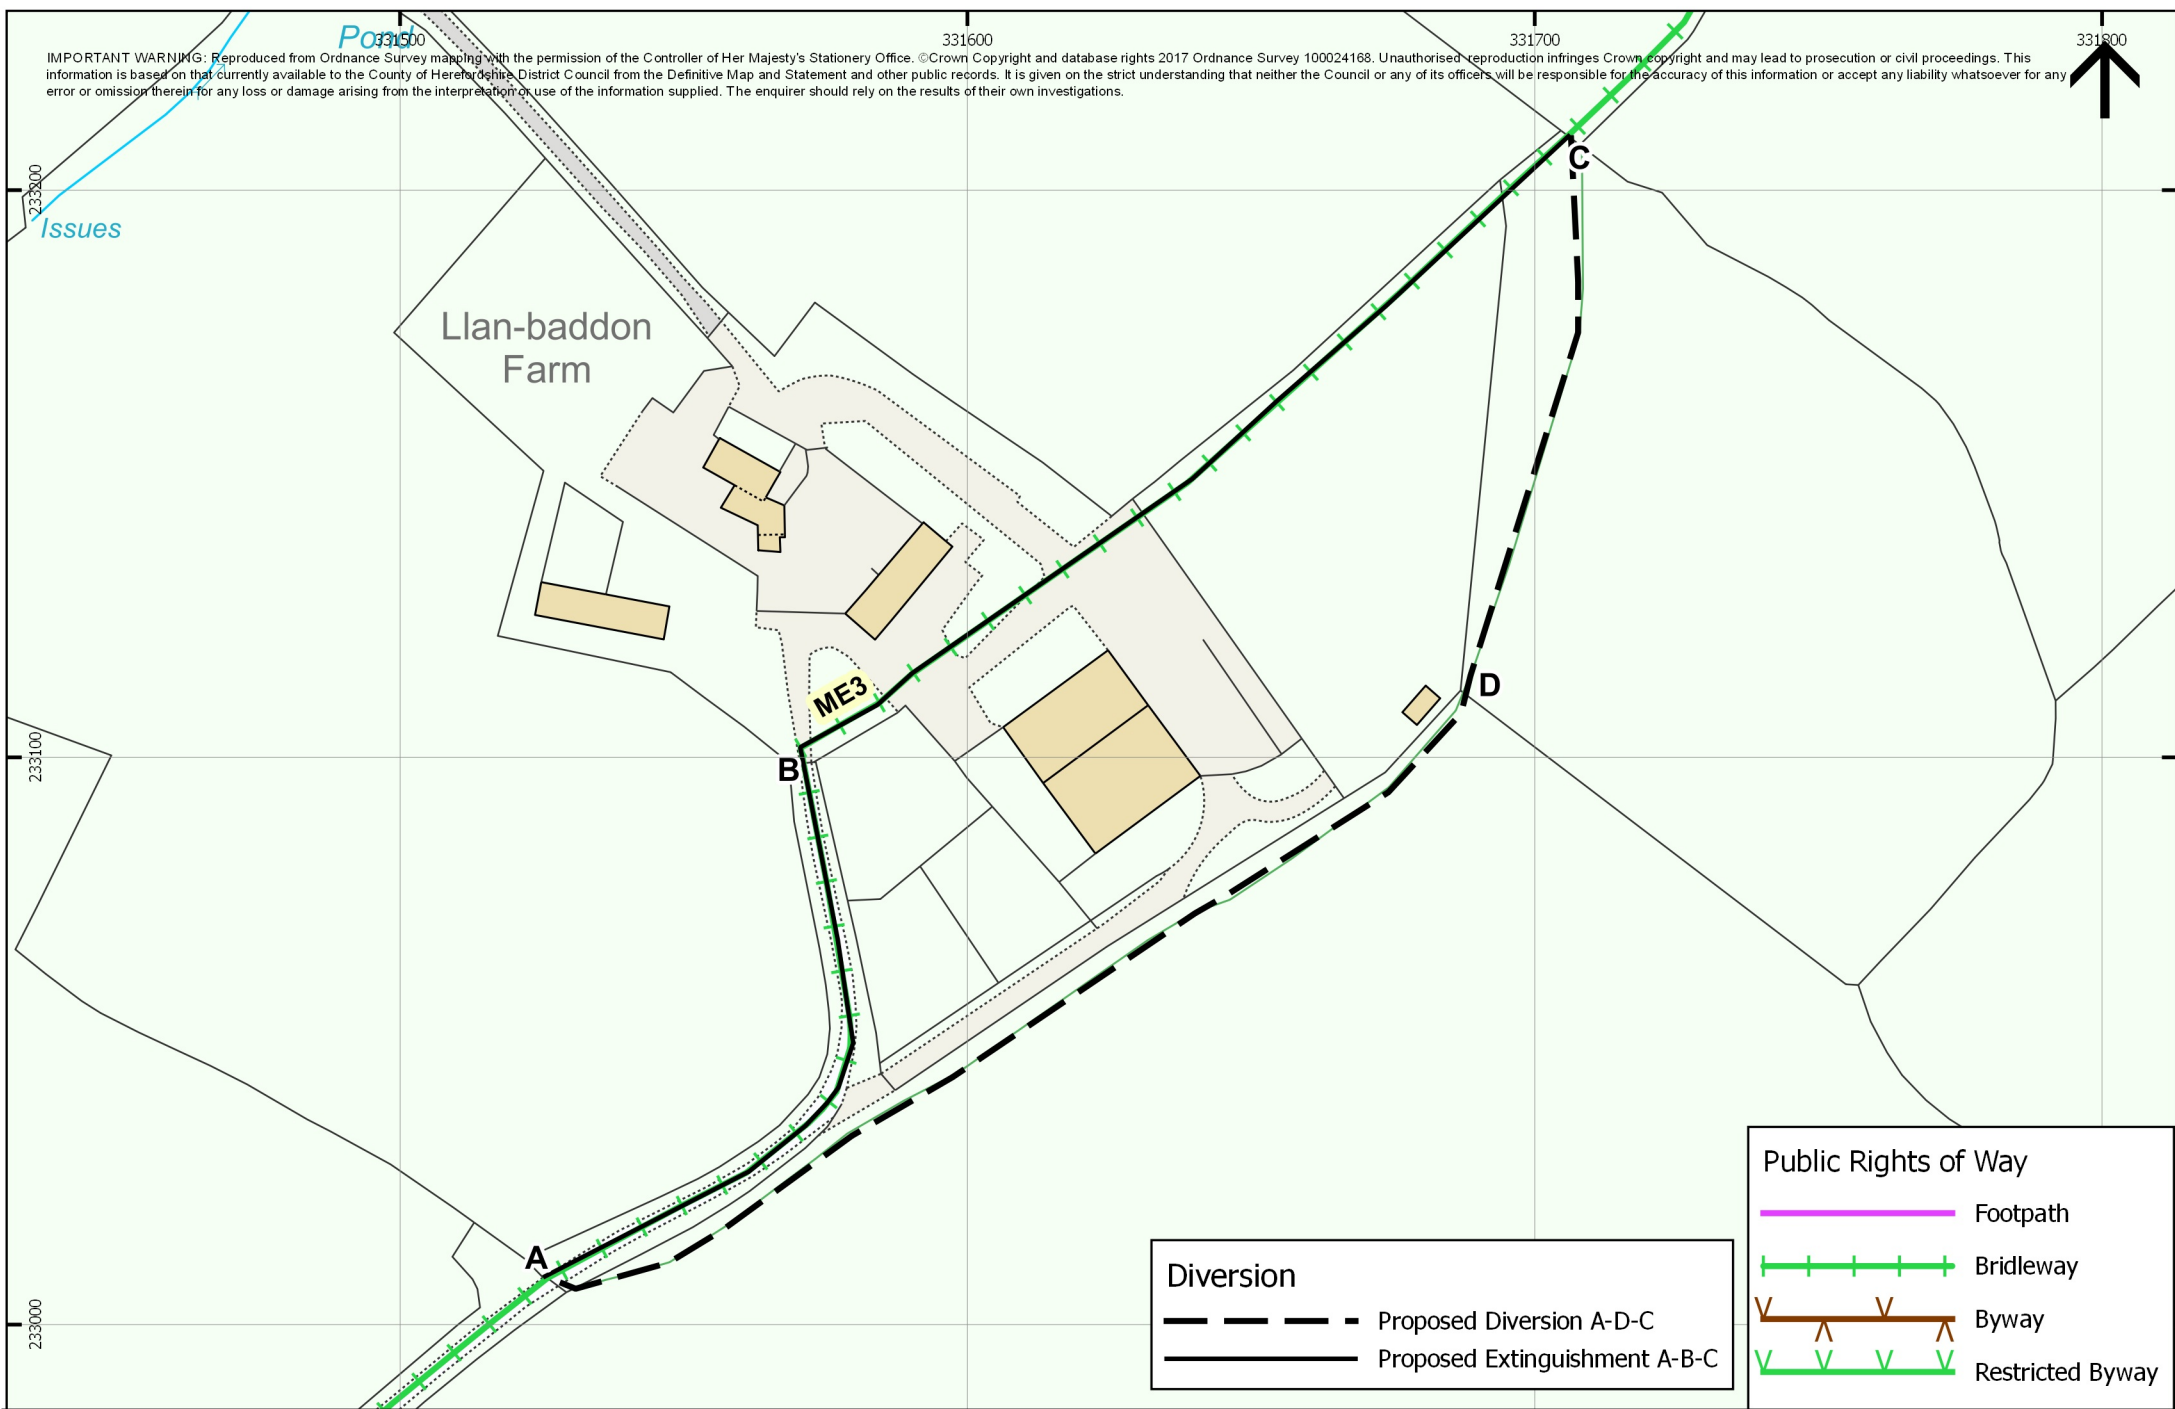 Pond
331500
331600
331700
331800
IMPORTANT WARNING: Reproduced from Ordnance Survey mapping with the permission of the Controller of Her Majesty's Stationery Office. ©Crown Copyright and database rights 2017 Ordnance Survey 100024168. Unauthorised reproduction infringes Crown copyright and may lead to prosecution or civil proceedings. This
information is based on that currently available to the County of Herefordshire District Council from the Definitive Map and Statement and other public records. It is given on the strict understanding that neither the Council or any of its officers will be responsible for the accuracy of this information or accept any liability whatsoever for any
error or omission therein for any loss or damage arising from the interpretation or use of the information supplied. The enquirer should rely on the results of their own investigations.
C
233200
Issues
Llan-baddon
Farm
ME3
D
B
233100
A
233000
Public Rights of Way
Footpath
Bridleway
Byway
Restricted Byway
Diversion
Proposed Diversion A-D-C
Proposed Extinguishment A-B-C